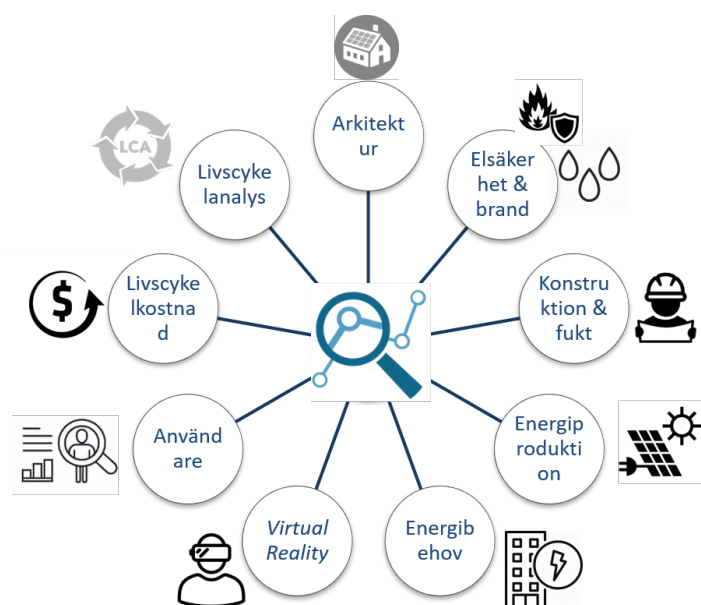 Arkitekt
ur
Elsäker
het &
brand
Konstru
ktion &
fukt
Energip
rodukti
on
Energib
ehov
Virtual
Reality
Använd
are
Livscyke
lkostna
d
$
Livscyke
lanalys
LCA